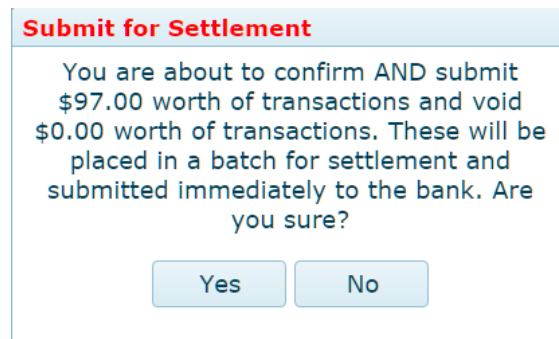 Submit for Settlement
You are about to confirm AND submit
$97.00 worth of transactions and void
$0.00 worth of transactions. These will be
placed in a batch for settlement and
submitted immediately to the bank. Are
you sure?
Yes No